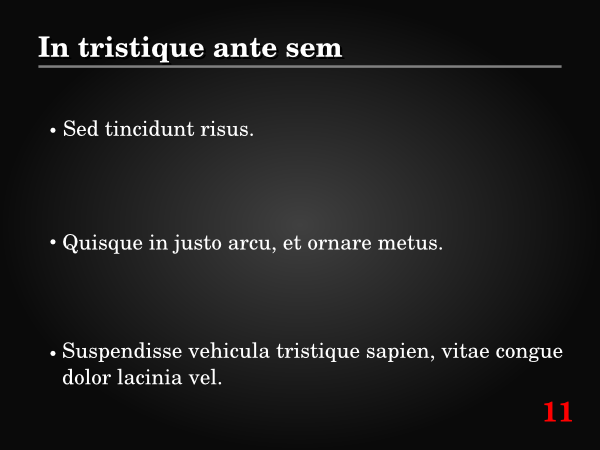 In tristique ante sem
• Sed tincidunt risus.
• Quisque in justo arcu, et ornare metus.
• Suspendisse vehicula tristique sapien, vitae congue
dolor lacinia vel.
11